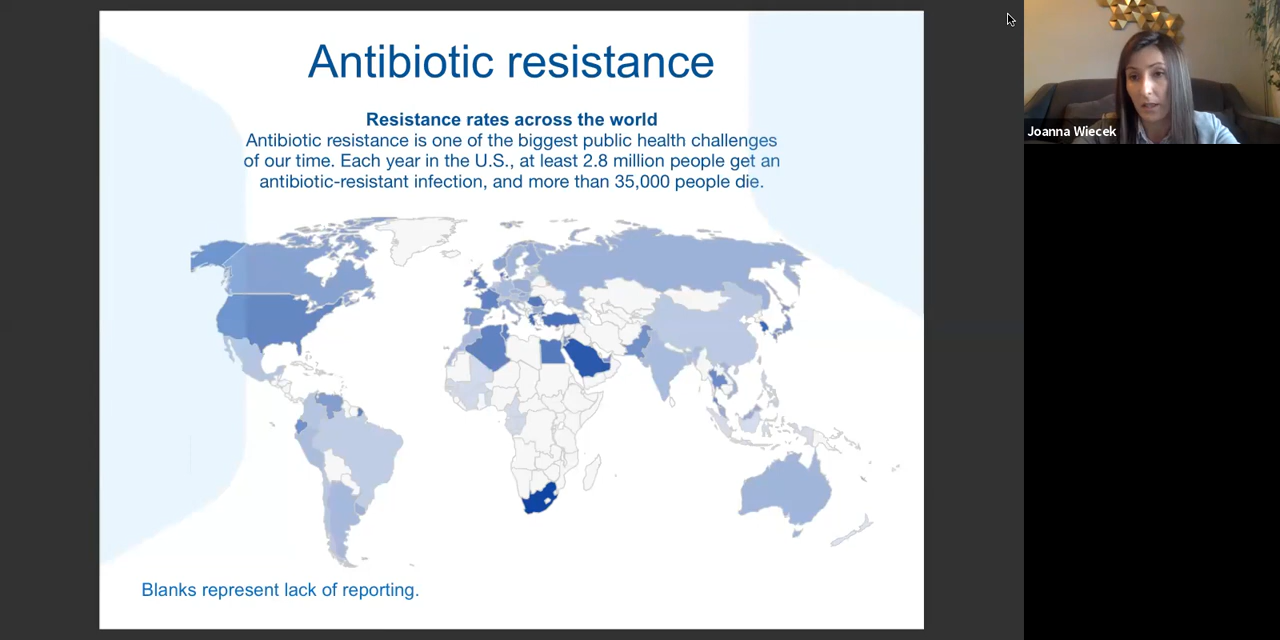 Antibiotic resistance
Resistance rates across the world
Antibiotic resistance is one of the biggest public health challenges
of our time. Each year in the U.S., at least 2.8 million people get an
antibiotic-resistant infection, and more than 35,000 people die.
Blanks represent lack of reporting.
Joanna Wiecek